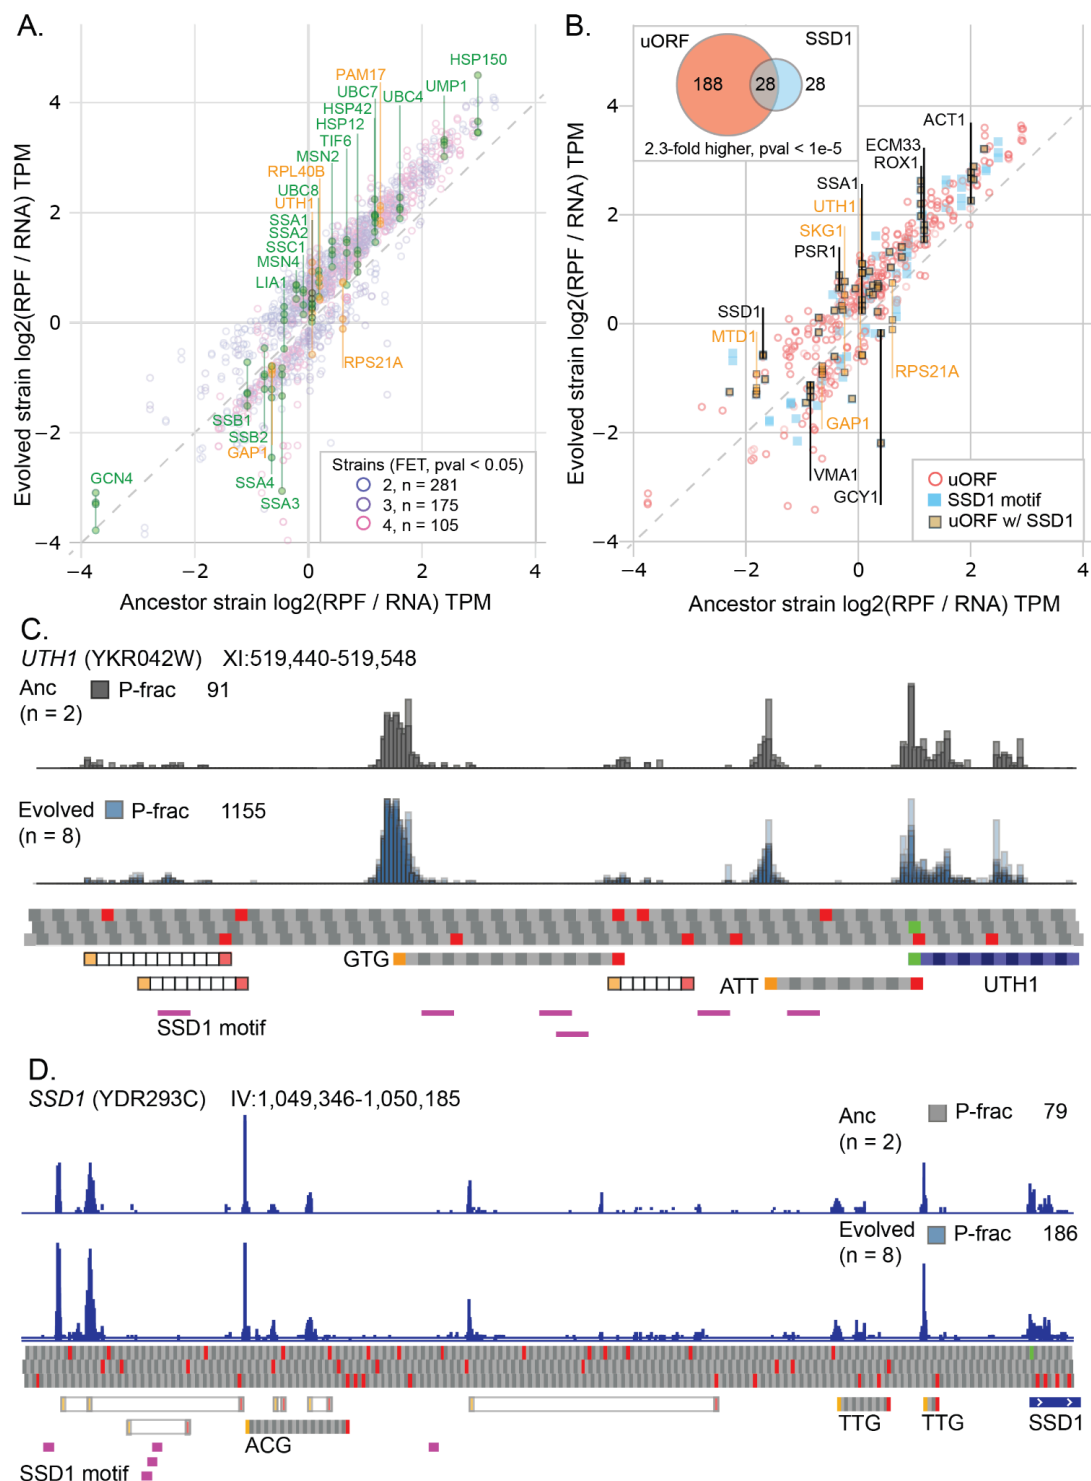 A.
Evolved strain log2(RPF / RNA) TPM
4
2
0
−2
−4
HSP150
PAM17
UMP1
UBC7
UBC4
HSP42
HSP12
TIF6
MSN2
RPL40B
UBC8
UTH1
SSA1
SSA2
SSC1
MSN4
LIA1
RPS21A
SSB1
SSB2
GAP1
GCN4
SSA4
SSA3
Strains (FET, pval < 0.05)
2, n = 281
3, n = 175
4, n = 105
−4 −2 0 2 4
Ancestor strain log2(RPF / RNA) TPM
B.
Evolved strain log2(RPF / RNA) TPM
4
2
0
−2
−4
uORF
SSD1
188 28 28
2.3-fold higher, pval < 1e-5
ACT1
ECM33
ROX1
SSA1
UTH1
SKG1
PSR1
SSD1
MTD1
RPS21A
GAP1
VMA1
GCY1
uORF
SSD1 motif
uORF w/ SSD1
−4 −2 0 2 4
Ancestor strain log2(RPF / RNA) TPM
C.
UTH1 (YKR042W) XI:519,440-519,548
Anc P-frac 91
(n = 2)
Evolved P-frac 1155
(n = 8)
GTG
ATT
UTH1
SSD1 motif
D.
SSD1 (YDR293C) IV:1,049,346-1,050,185
Anc P-frac 79
(n = 2)
Evolved P-frac 186
(n = 8)
ACG
TTG TTG SSD1
SSD1 motif